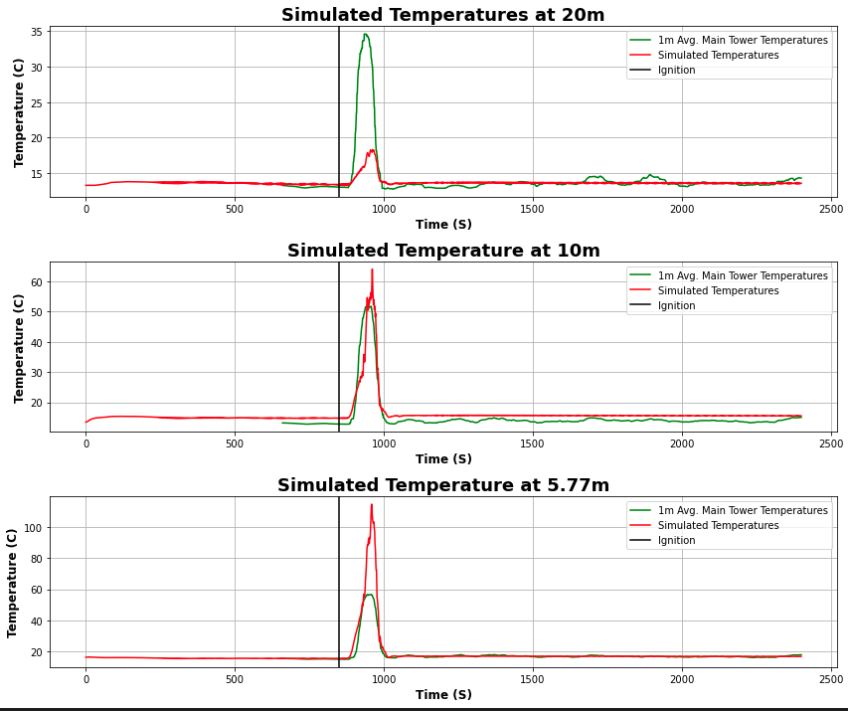 Simulated Temperatures at 20m
Temperature (C)
35
30
25
20
15
1m Avg. Main Tower Temperatures
Simulated Temperatures
Ignition
0 500 1000 1500 2000 2500
Time (S)
Simulated Temperature at 10m
Temperature (C)
60
50
40
30
20
1m Avg. Main Tower Temperatures
Simulated Temperatures
Ignition
0 500 1000 1500 2000 2500
Time (S)
Simulated Temperature at 5.77m
Temperature (C)
100
80
60
40
20
1m Avg. Main Tower Temperatures
Simulated Temperatures
Ignition
0 500 1000 1500 2000 2500
Time (S)